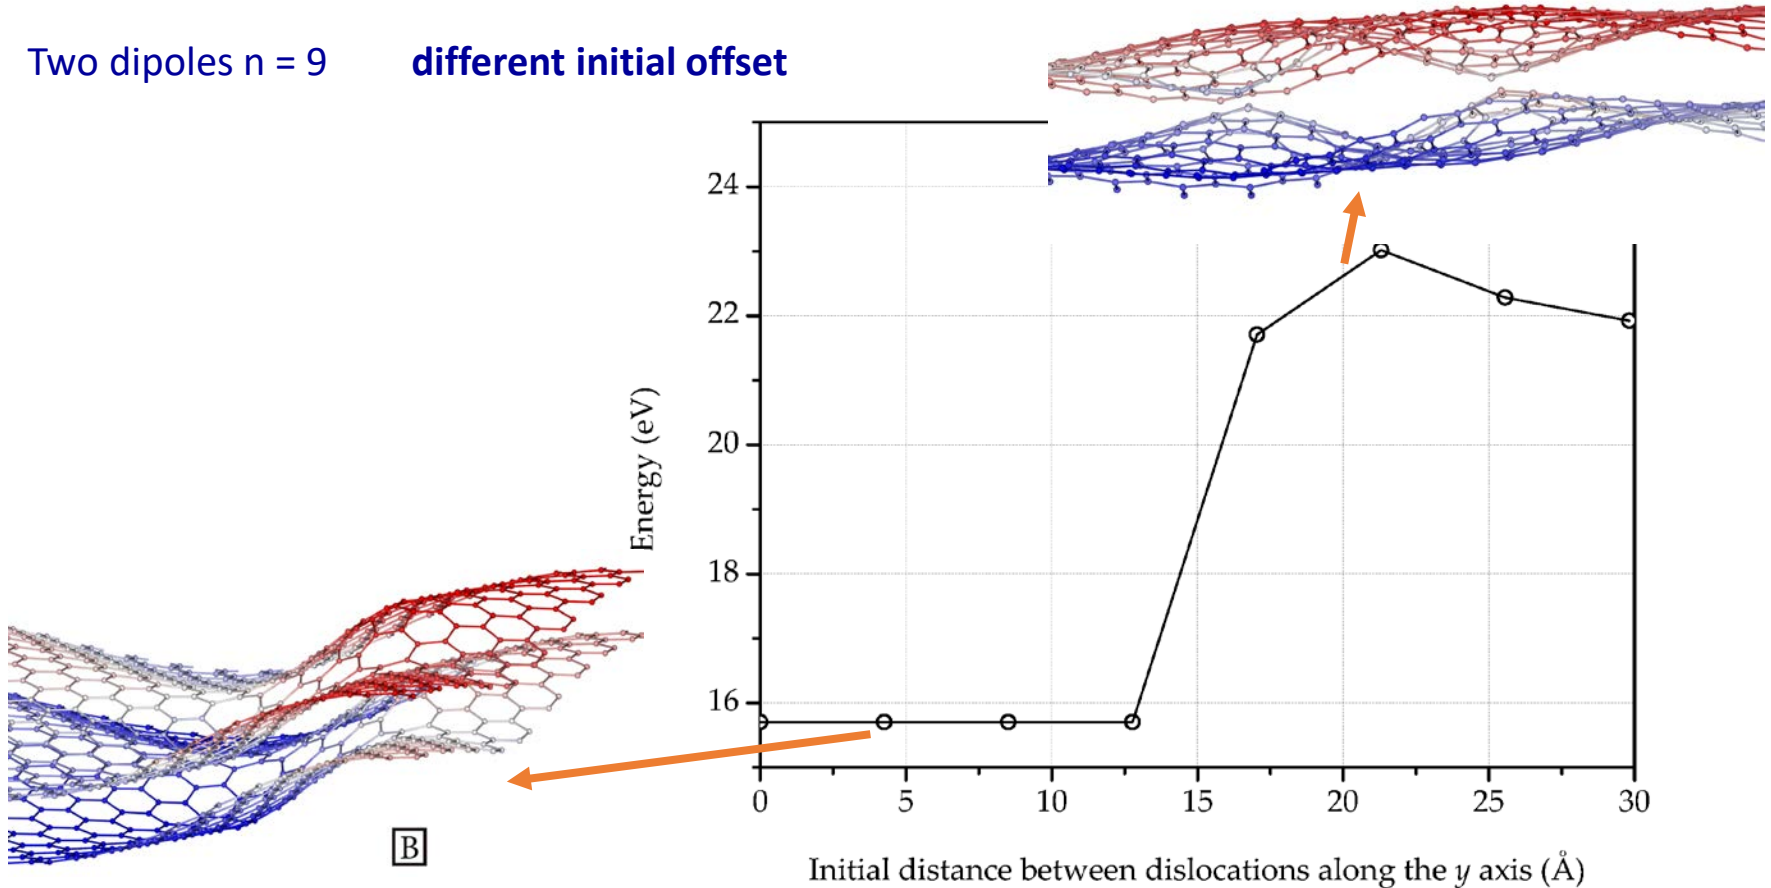 Two dipoles n = 9 different initial offset
24
22
20
18
16
Energy (eV)
0 5 10 15 20 25 30
Initial distance between dislocations along the y axis (Å)
B